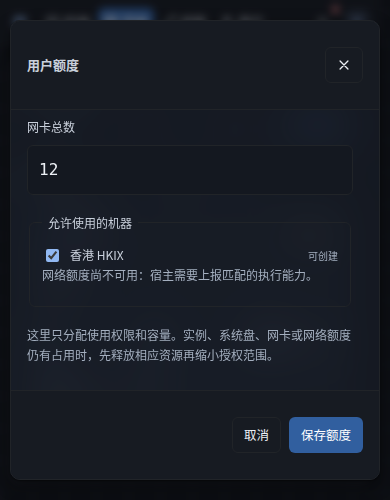 用户额度
网卡总数
12
允许使用的机器
香港 HKIX
可创建
网络额度尚不可用：宿主需要上报匹配的执行能力。
这里只分配使用权限和容量。实例、系统盘、网卡或网络额度
仍有占用时，先释放相应资源再缩小授权范围。
取消
保存额度